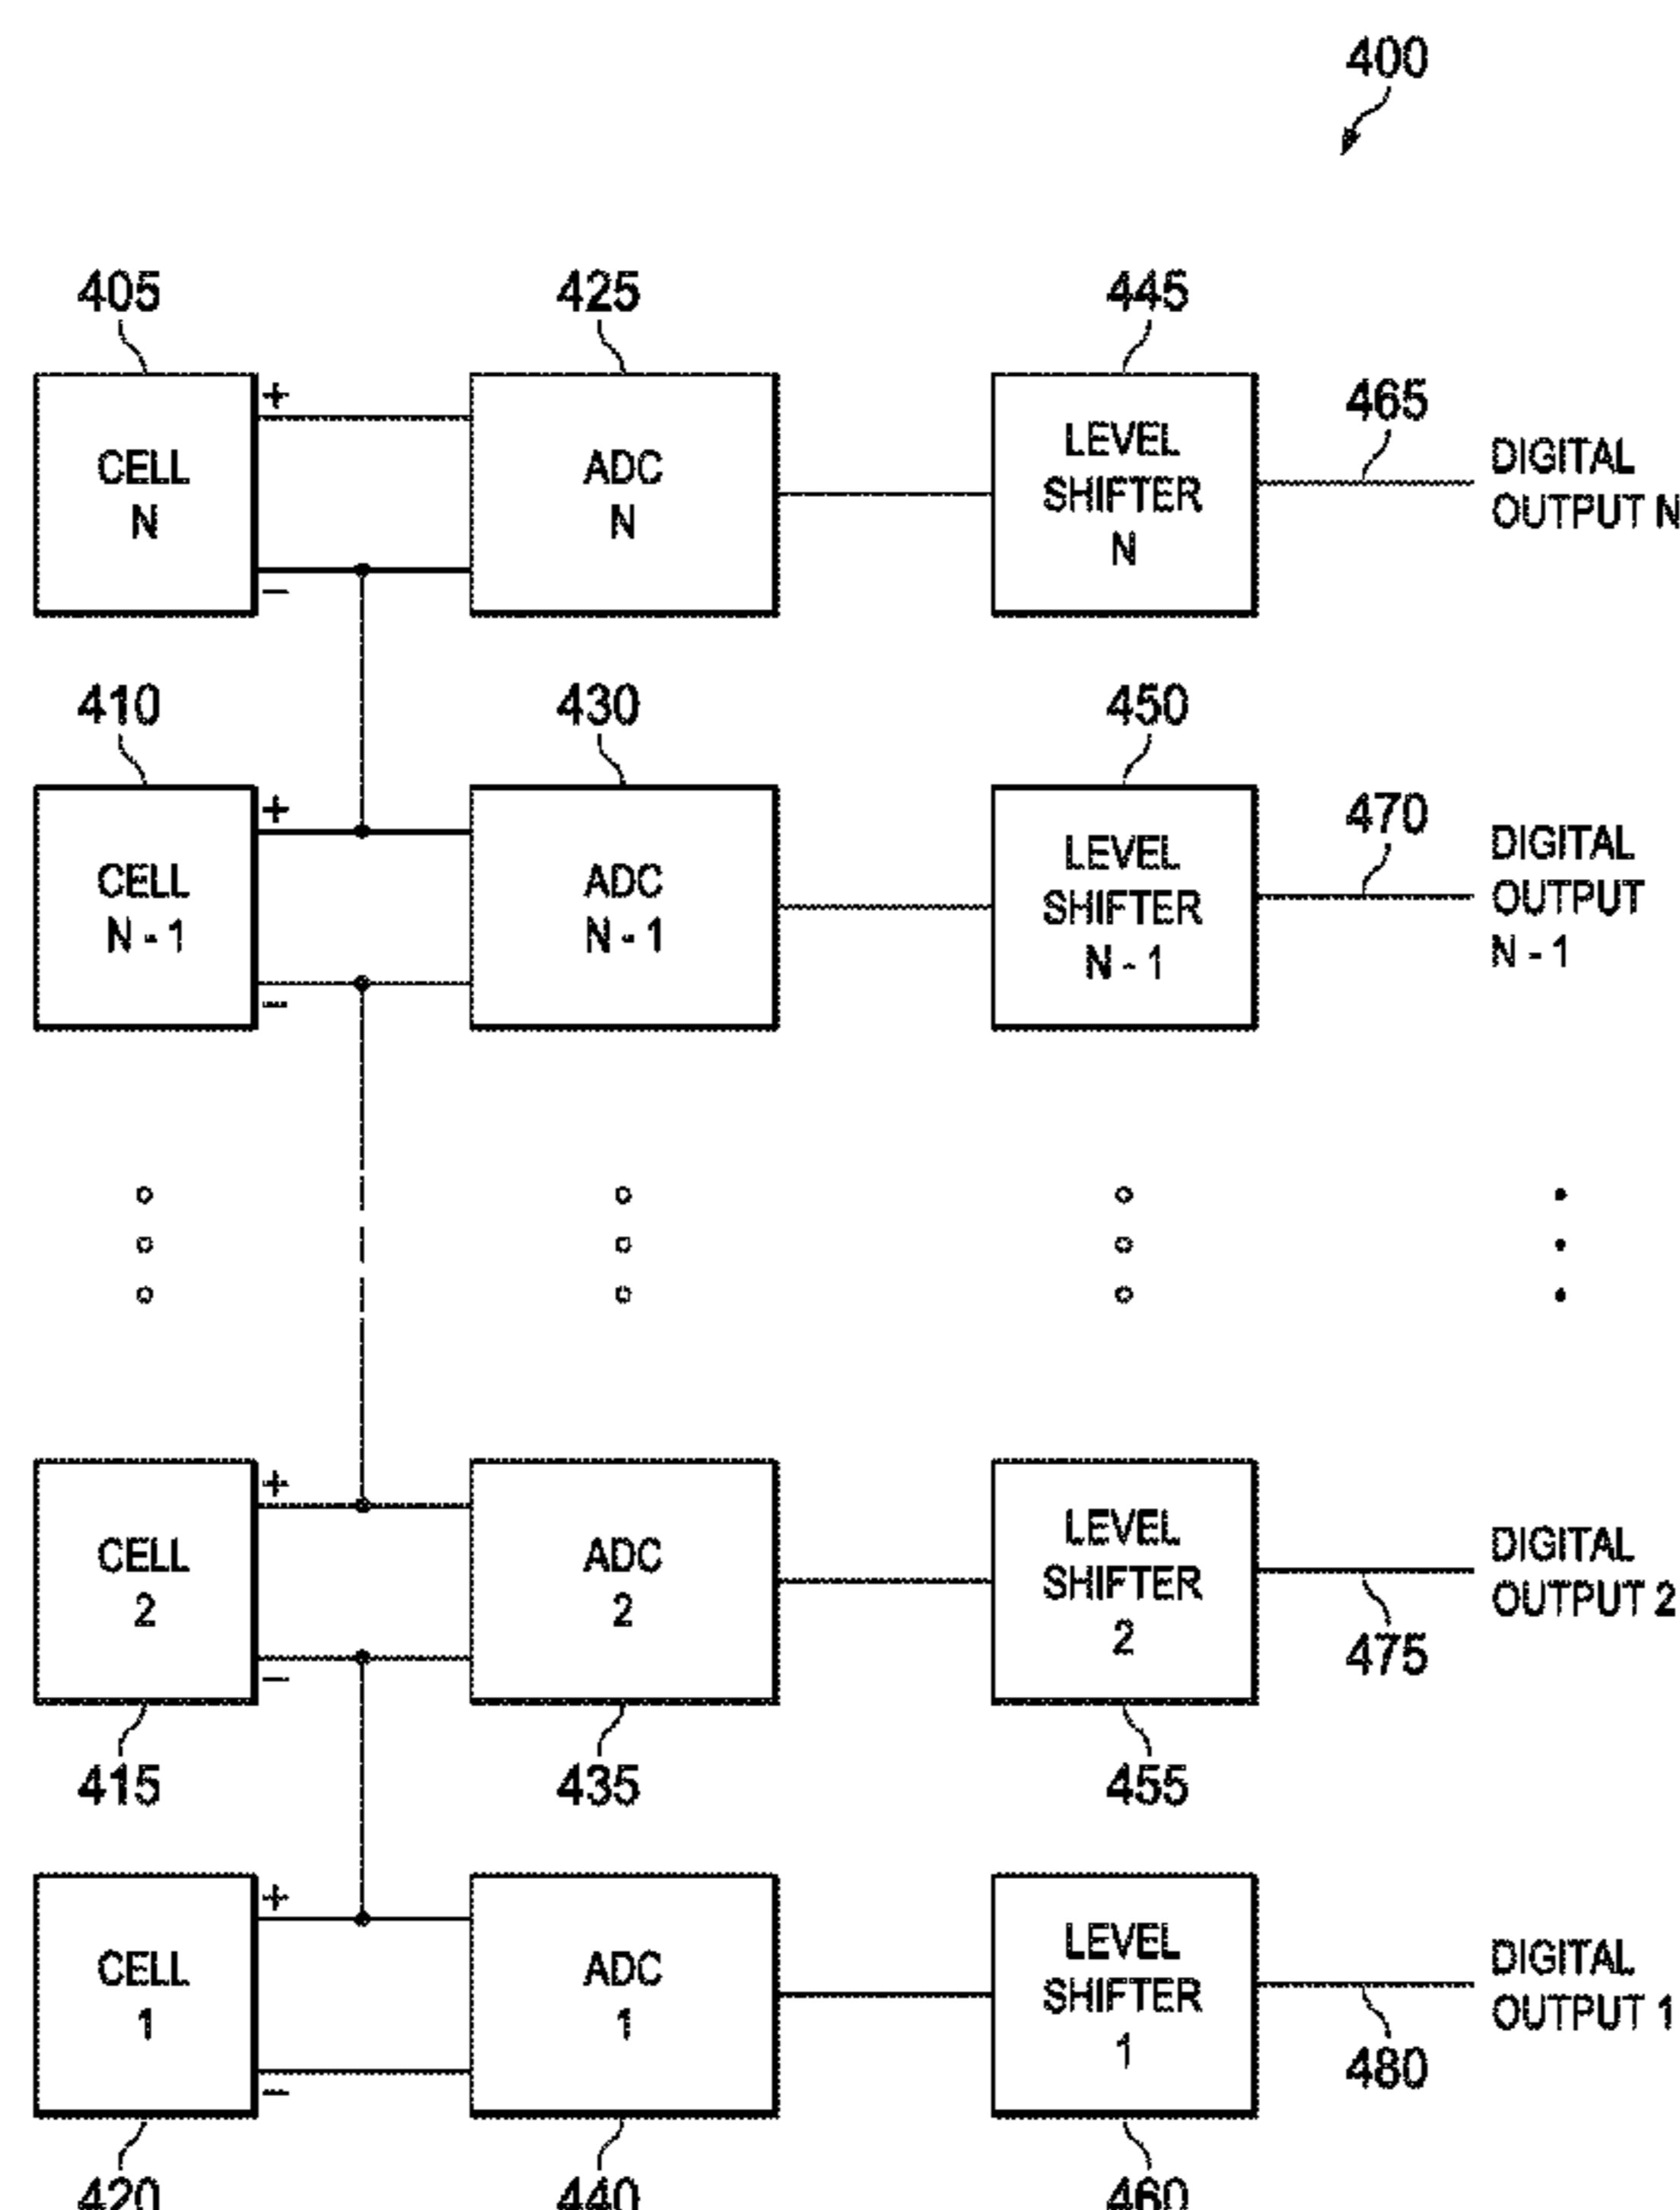 400
405
425
445
465
+
CELL
N
−
ADC
N
LEVEL
SHIFTER
N
DIGITAL
OUTPUT N
410
430
450
470
+
CELL
N - 1
−
ADC
N - 1
LEVEL
SHIFTER
N - 1
DIGITAL
OUTPUT
N - 1
+
CELL
2
−
ADC
2
LEVEL
SHIFTER
2
DIGITAL
OUTPUT 2
475
415
435
455
+
CELL
1
−
ADC
1
LEVEL
SHIFTER
1
DIGITAL
OUTPUT 1
480
420
440
460